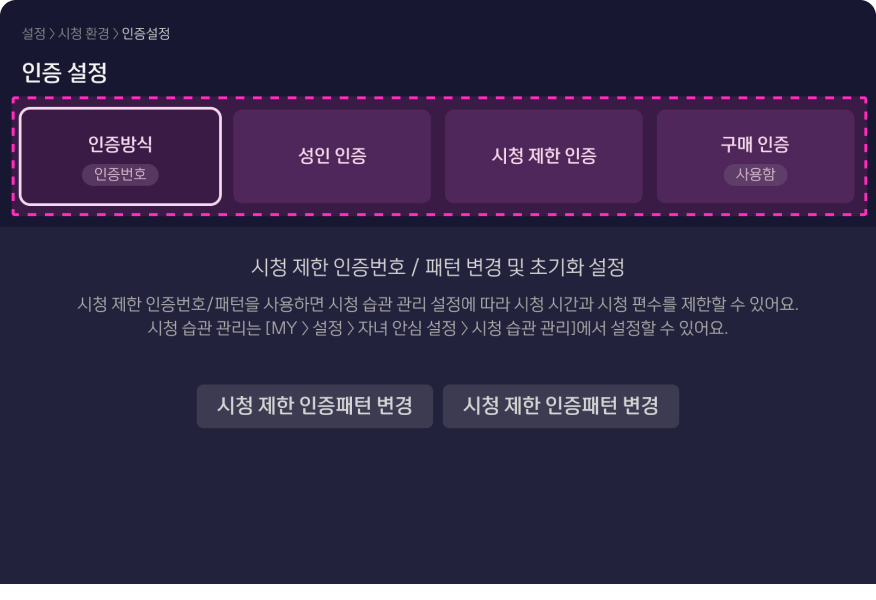 설정 〉시청 환경 〉인증설정
인증 설정
인증방식
인증번호
성인 인증
시청 제한 인증
구매 인증
사용함
시청 제한 인증번호 / 패턴 변경 및 초기화 설정
시청 제한 인증번호/패턴을 사용하면 시청 습관 관리 설정에 따라 시청 시간과 시청 편수를 제한할 수 있어요.
시청 습관 관리는 [MY 〉설정 〉자녀 안심 설정 〉시청 습관 관리]에서 설정할 수 있어요.
시청 제한 인증패턴 변경
시청 제한 인증패턴 변경